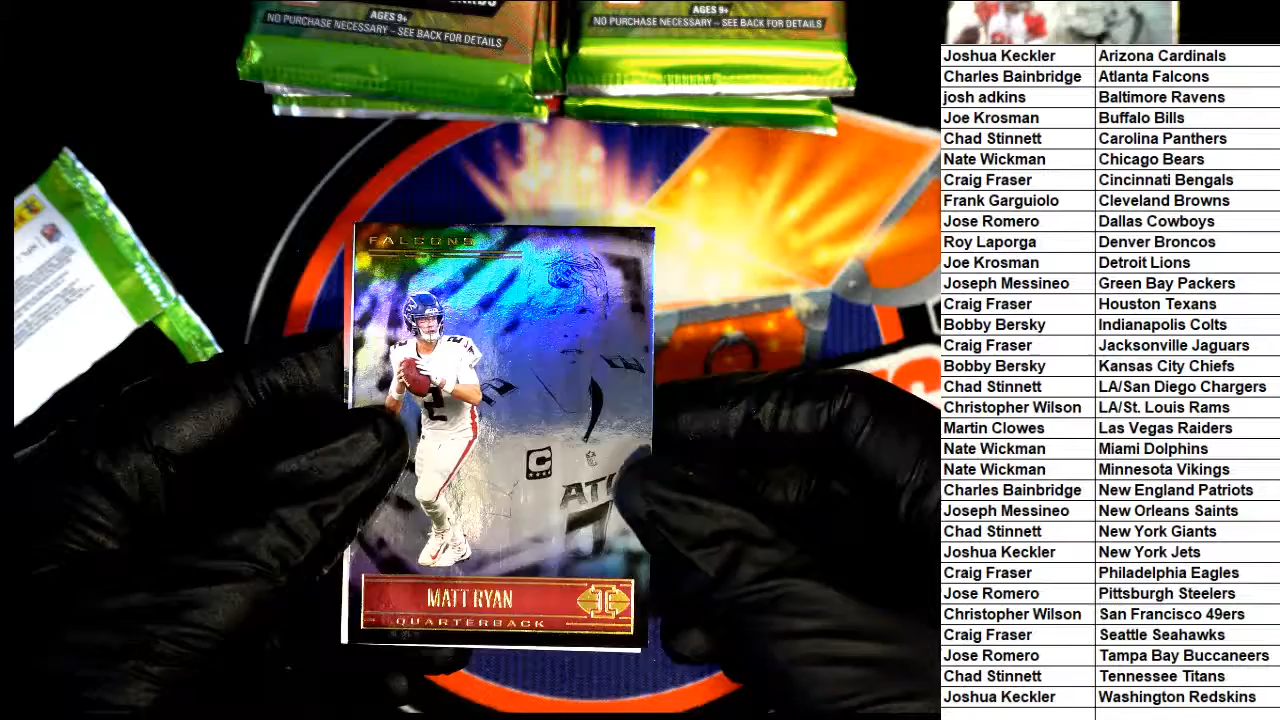 AGES 9+
NO PURCHASE NECESSARY – SEE BACK FOR DETAILS
AGES 9+
NO PURCHASE NECESSARY – SEE BACK FOR DETAILS
FALCONS
2
C
ATL
MATT RYAN
QUARTERBACK
Joshua Keckler Arizona Cardinals
Charles Bainbridge Atlanta Falcons
josh adkins Baltimore Ravens
Joe Krosman Buffalo Bills
Chad Stinnett Carolina Panthers
Nate Wickman Chicago Bears
Craig Fraser Cincinnati Bengals
Frank Garguiolo Cleveland Browns
Jose Romero Dallas Cowboys
Roy Laporga Denver Broncos
Joe Krosman Detroit Lions
Joseph Messineo Green Bay Packers
Craig Fraser Houston Texans
Bobby Bersky Indianapolis Colts
Craig Fraser Jacksonville Jaguars
Bobby Bersky Kansas City Chiefs
Chad Stinnett LA/San Diego Chargers
Christopher Wilson LA/St. Louis Rams
Martin Clowes Las Vegas Raiders
Nate Wickman Miami Dolphins
Nate Wickman Minnesota Vikings
Charles Bainbridge New England Patriots
Joseph Messineo New Orleans Saints
Chad Stinnett New York Giants
Joshua Keckler New York Jets
Craig Fraser Philadelphia Eagles
Jose Romero Pittsburgh Steelers
Christopher Wilson San Francisco 49ers
Craig Fraser Seattle Seahawks
Jose Romero Tampa Bay Buccaneers
Chad Stinnett Tennessee Titans
Joshua Keckler Washington Redskins